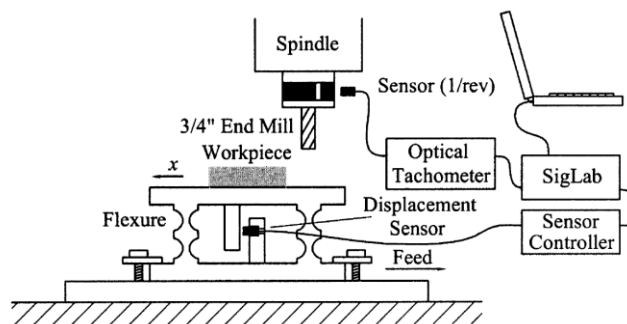 Spindle
Sensor (1/rev)
3/4" End Mill
Workpiece
x
Optical
Tachometer
SigLab
Flexure
Displacement
Sensor
Sensor
Controller
Feed